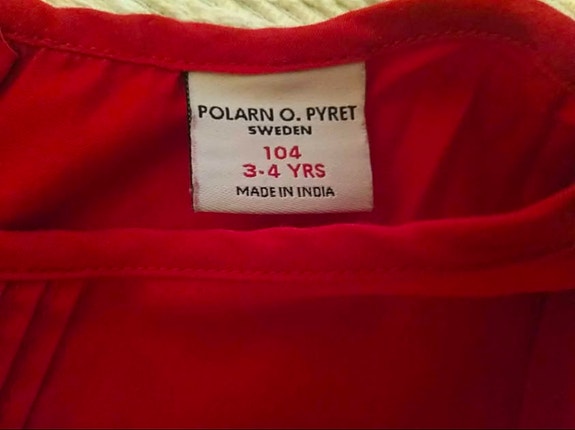 POLARN O. PYRET
SWEDEN
104
3-4 YRS
MADE IN INDIA